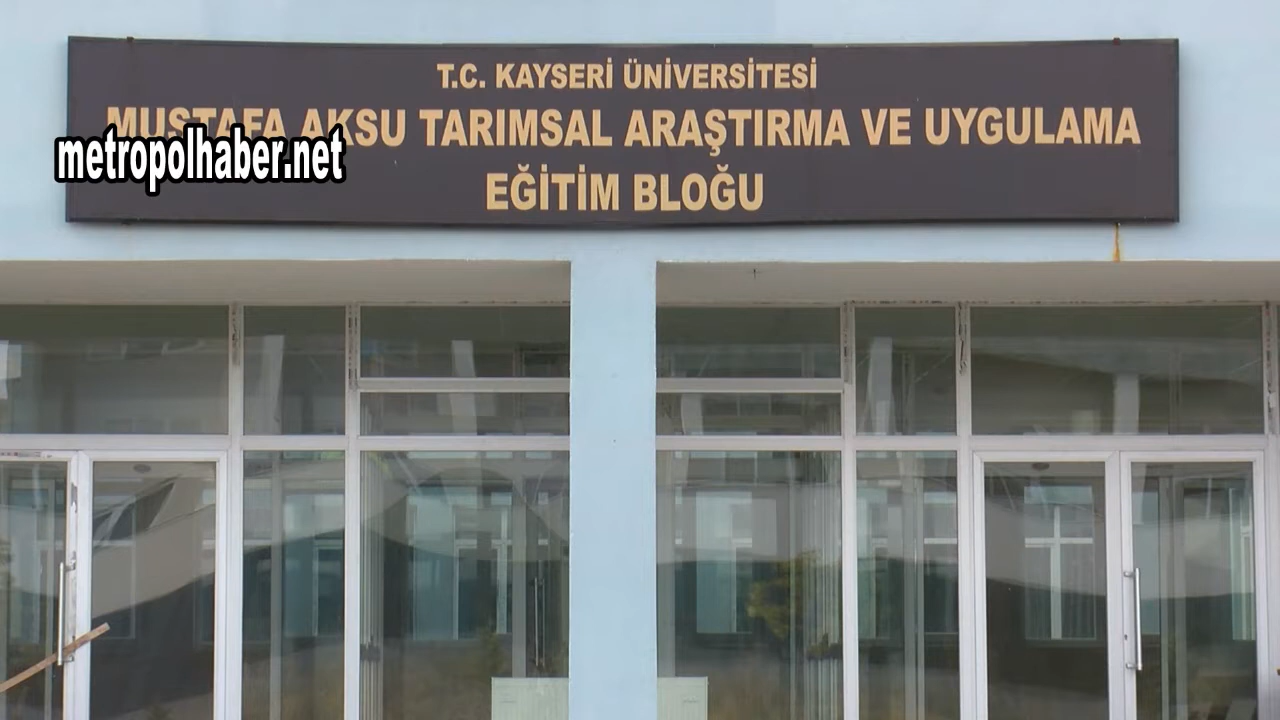 T.C. KAYSERİ ÜNİVERSİTESİ
MUSTAFA AKSU TARIMSAL ARAŞTIRMA VE UYGULAMA
metropolhaber.net
EĞİTİM BLOĞU